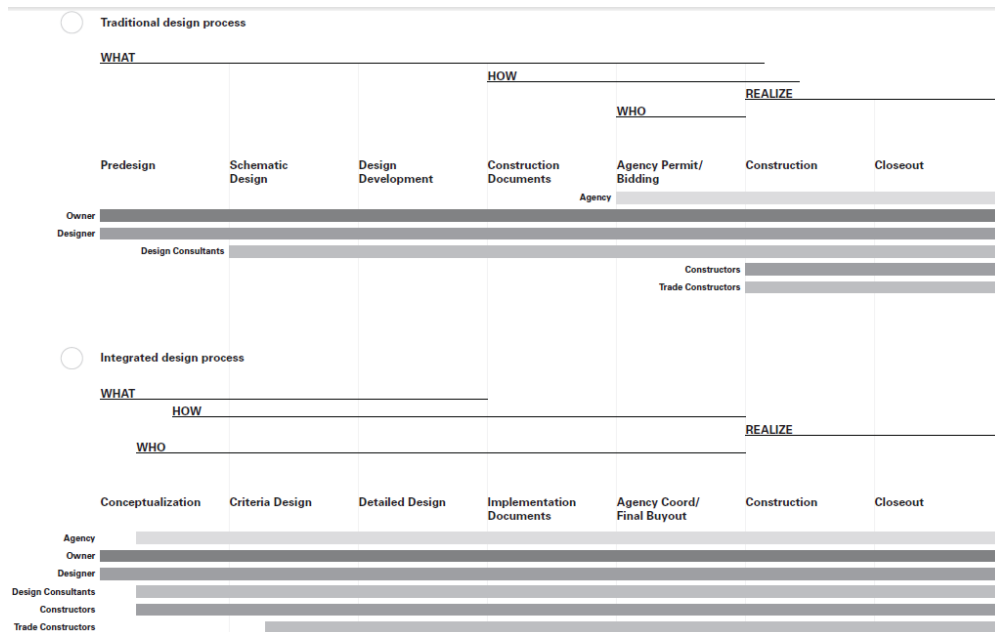 Traditional design process
WHAT
HOW
REALIZE
WHO
Predesign
Schematic
Design
Design
Development
Construction
Documents
Agency Permit/
Bidding
Construction
Closeout
Agency
Owner
Designer
Design Consultants
Constructors
Trade Constructors
Integrated design process
WHAT
HOW
REALIZE
WHO
Conceptualization
Criteria Design
Detailed Design
Implementation
Documents
Agency Coord/
Final Buyout
Construction
Closeout
Agency
Owner
Designer
Design Consultants
Constructors
Trade Constructors